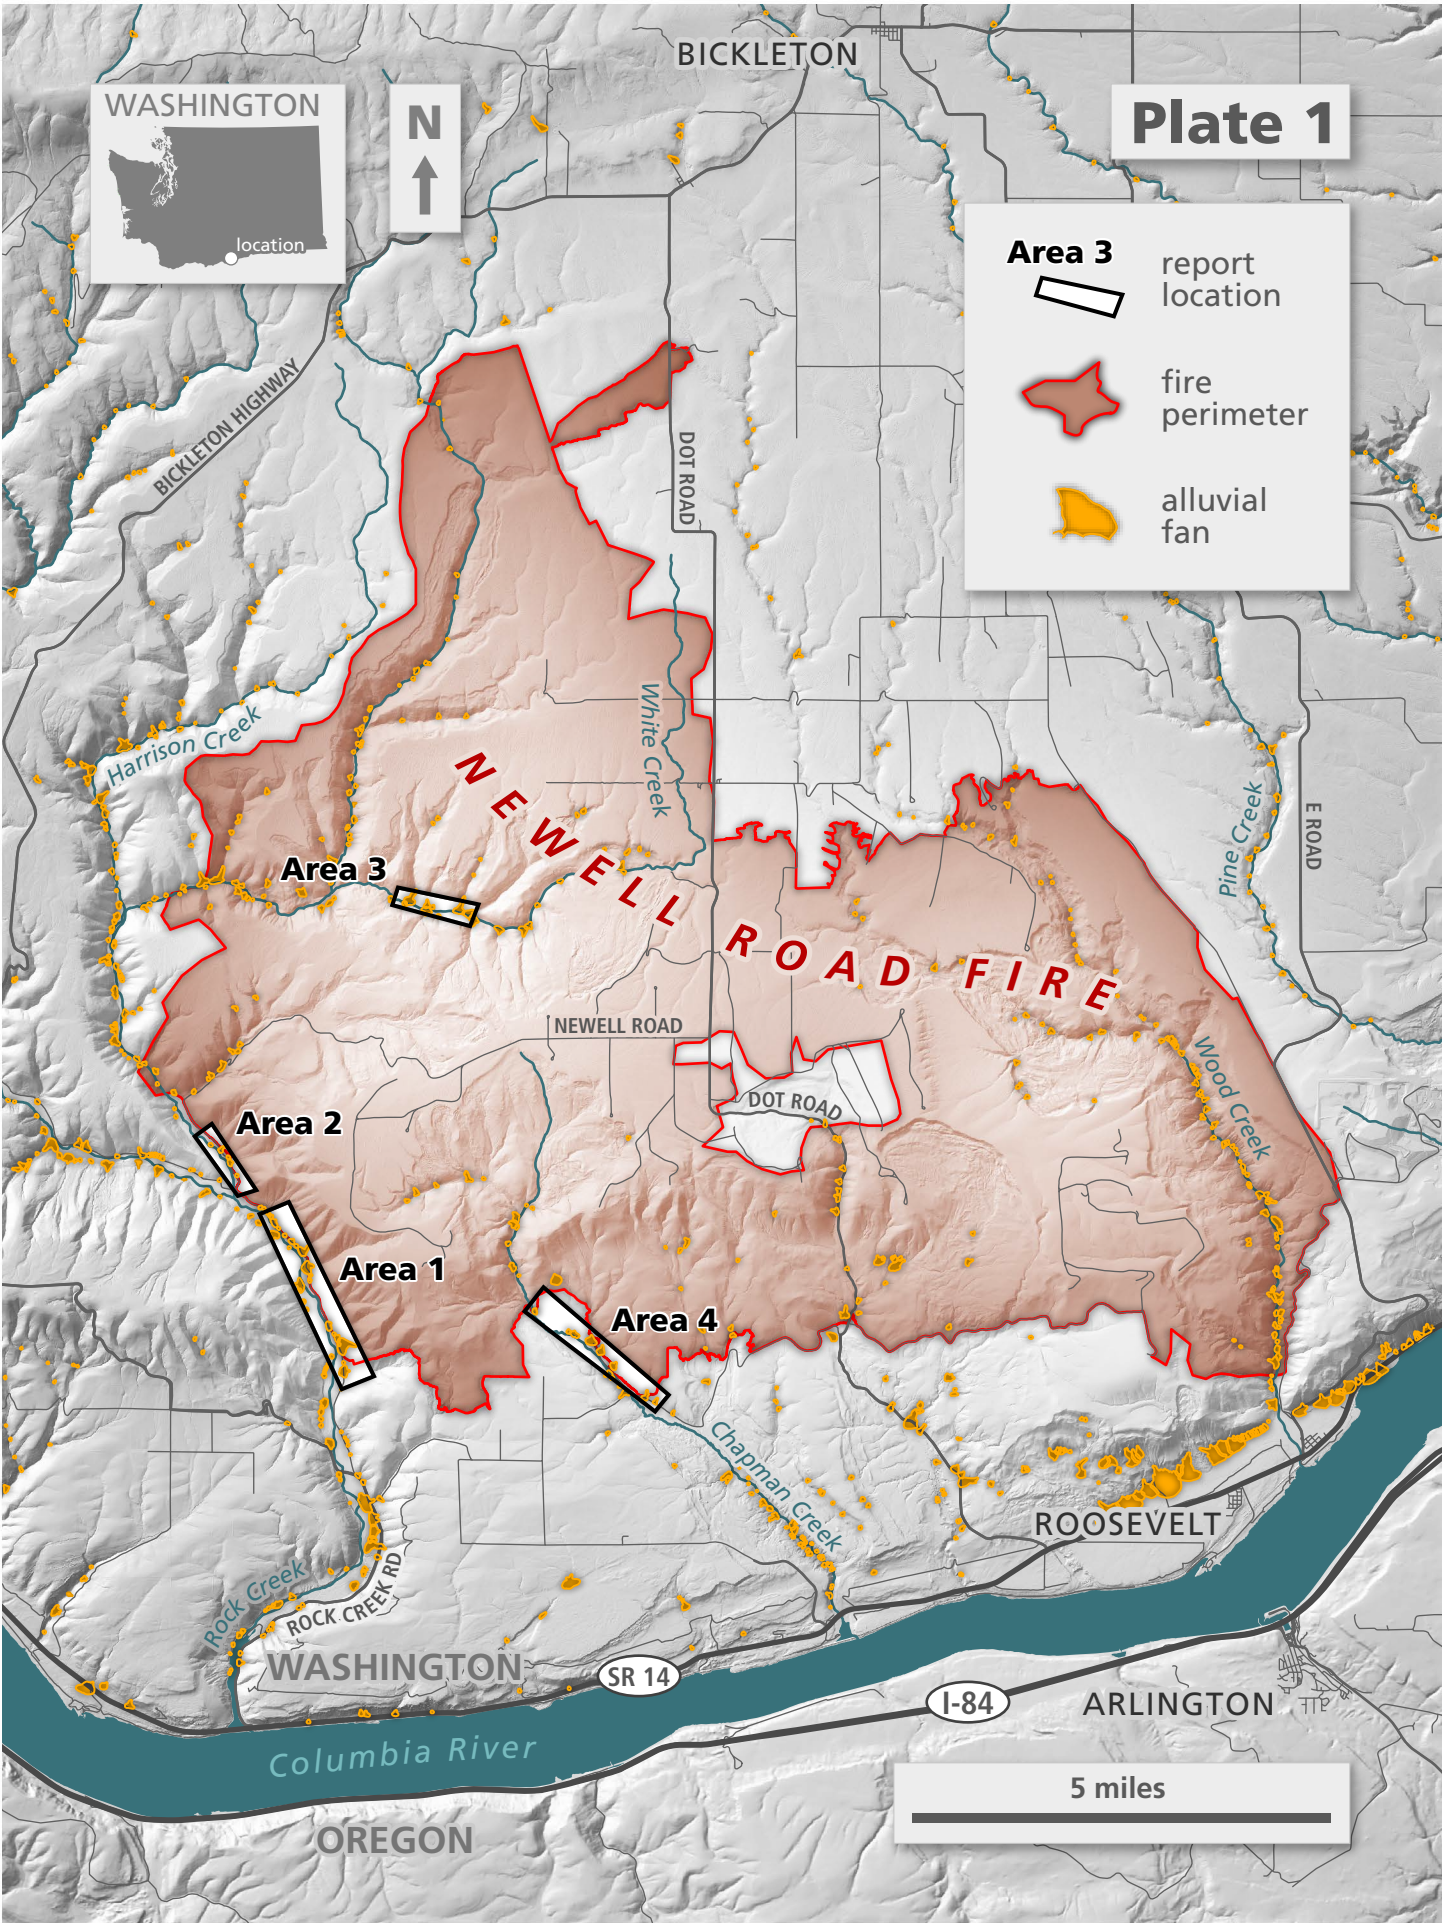 BICKLETON
WASHINGTON
location
N
Plate 1
Area 3
report
location
fire
perimeter
alluvial
fan
BICKLETON HIGHWAY
DOT ROAD
White Creek
Harrison Creek
NEWELL ROAD FIRE
Pine Creek
E ROAD
Area 3
NEWELL ROAD
DOT ROAD
Wood Creek
Area 2
Area 1
Area 4
Chapman Creek
ROOSEVELT
Rock Creek
ROCK CREEK RD
WASHINGTON
SR 14
I-84
ARLINGTON
Columbia River
5 miles
OREGON